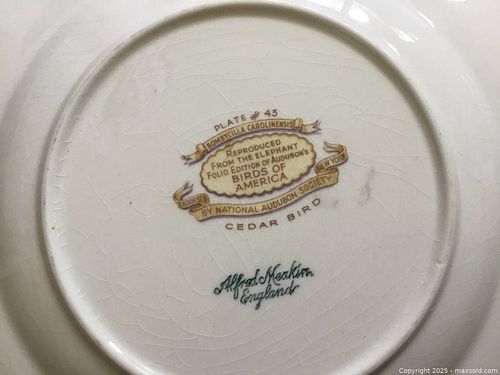 PLATE # 43
BOMBYCILLA CAROLINENSIS
REPRODUCED
FROM THE ELEPHANT
FOLIO EDITION OF AUDUBON'S
BIRDS OF
AMERICA
INDORSED
BY NATIONAL AUDUBON SOCIETY
NEW YORK
CEDAR BIRD
Alfred Meakin
England
Copyright 2025 - maxsold.com